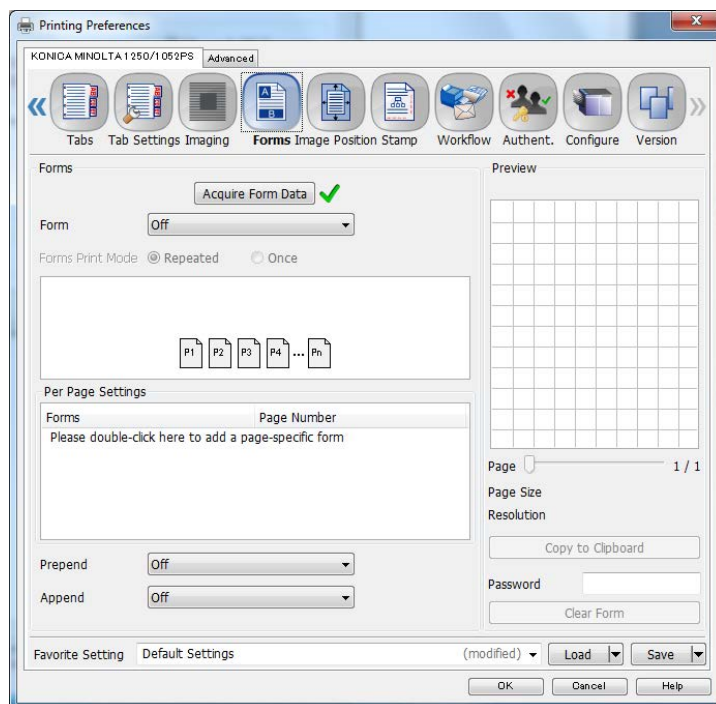 Printing Preferences
KONICA MINOLTA 1250/1052PS Advanced
Tabs Tab Settings Imaging Forms Image Position Stamp Workflow Authent. Configure Version
Forms
Acquire Form Data
Form Off
Forms Print Mode Repeated Once
P1 P2 P3 P4 ... Pn
Per Page Settings
Forms Page Number
Please double-click here to add a page-specific form
Prepend Off
Append Off
Preview
Page 1 / 1
Page Size
Resolution
Copy to Clipboard
Password
Clear Form
Favorite Setting Default Settings (modified) Load Save
OK Cancel Help